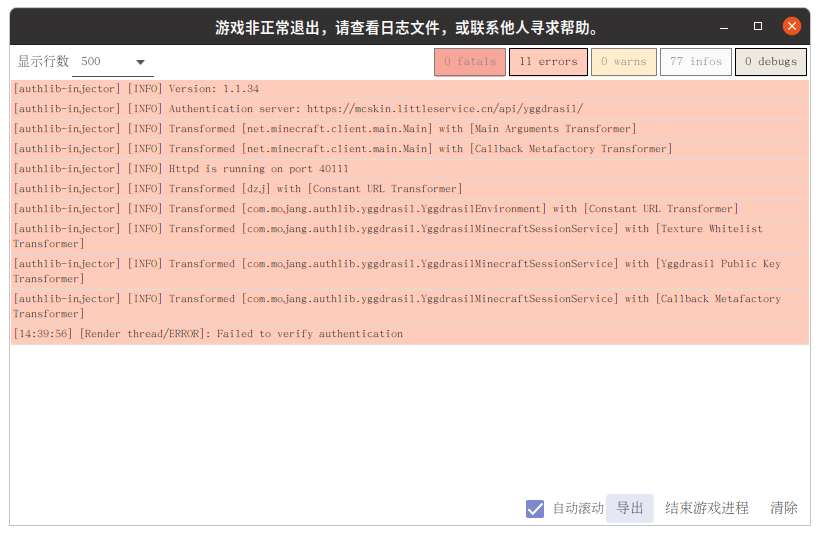 游戏非正常退出，请查看日志文件，或联系他人寻求帮助。
显示行数 500 0 fatals 11 errors 0 warns 77 infos 0 debugs
[authlib-injector] [INFO] Version: 1.1.34
[authlib-injector] [INFO] Authentication server: https://mcskin.littleservice.cn/api/yggdrasil/
[authlib-injector] [INFO] Transformed [net.minecraft.client.main.Main] with [Main Arguments Transformer]
[authlib-injector] [INFO] Transformed [net.minecraft.client.main.Main] with [Callback Metafactory Transformer]
[authlib-injector] [INFO] Httpd is running on port 40111
[authlib-injector] [INFO] Transformed [dzj] with [Constant URL Transformer]
[authlib-injector] [INFO] Transformed [com.mojang.authlib.yggdrasil.YggdrasilEnvironment] with [Constant URL Transformer]
[authlib-injector] [INFO] Transformed [com.mojang.authlib.yggdrasil.YggdrasilMinecraftSessionService] with [Texture Whitelist
Transformer]
[authlib-injector] [INFO] Transformed [com.mojang.authlib.yggdrasil.YggdrasilMinecraftSessionService] with [Yggdrasil Public Key
Transformer]
[authlib-injector] [INFO] Transformed [com.mojang.authlib.yggdrasil.YggdrasilMinecraftSessionService] with [Callback Metafactory
Transformer]
[14:39:56] [Render thread/ERROR]: Failed to verify authentication
自动滚动 导出 结束游戏进程 清除